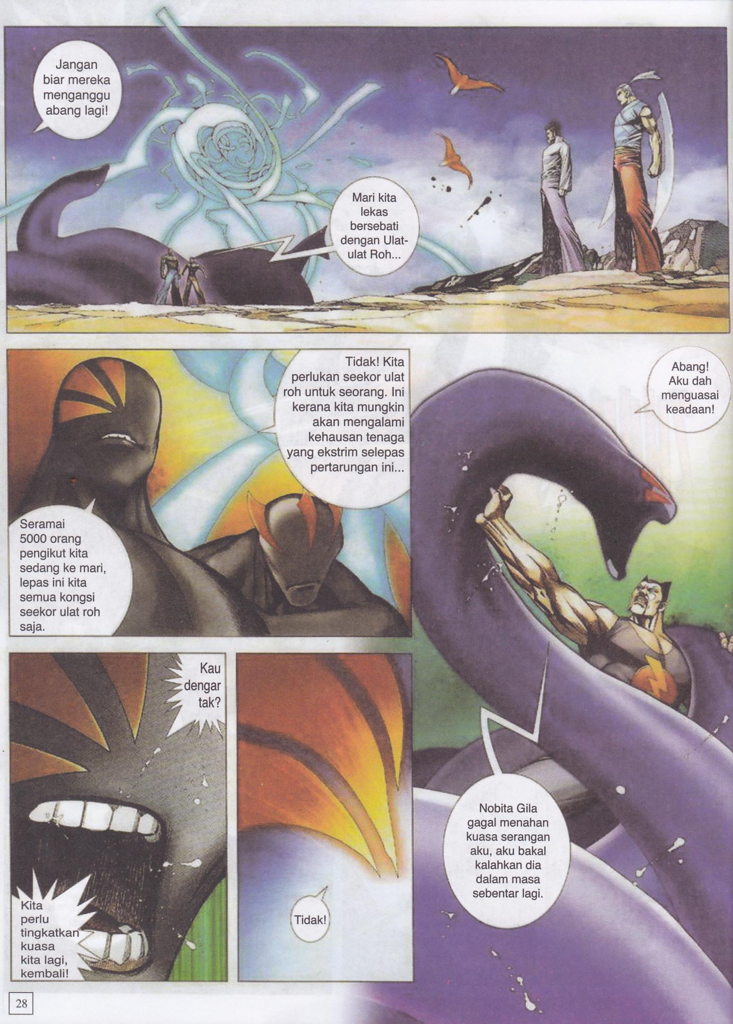 Jangan
biar mereka
menganggu
abang lagi!
Mari kita
lekas
bersebati
dengan Ulat-
ulat Roh...
Tidak! Kita
perlukan seekor ulat
roh untuk seorang. Ini
kerana kita mungkin
akan mengalami
kehausan tenaga
yang ekstrim selepas
pertarungan ini...
Seramai
5000 orang
pengikut kita
sedang ke mari,
lepas ini kita
semua kongsi
seekor ulat roh
saja.
Abang!
Aku dah
menguasai
keadaan!
Nobita Gila
gagal menahan
kuasa serangan
aku, aku bakal
kalahkan dia
dalam masa
sebentar lagi.
Kau
dengar
tak?
Kita
perlu
tingkatkan
kuasa
kita lagi,
kembali!
Tidak!
28